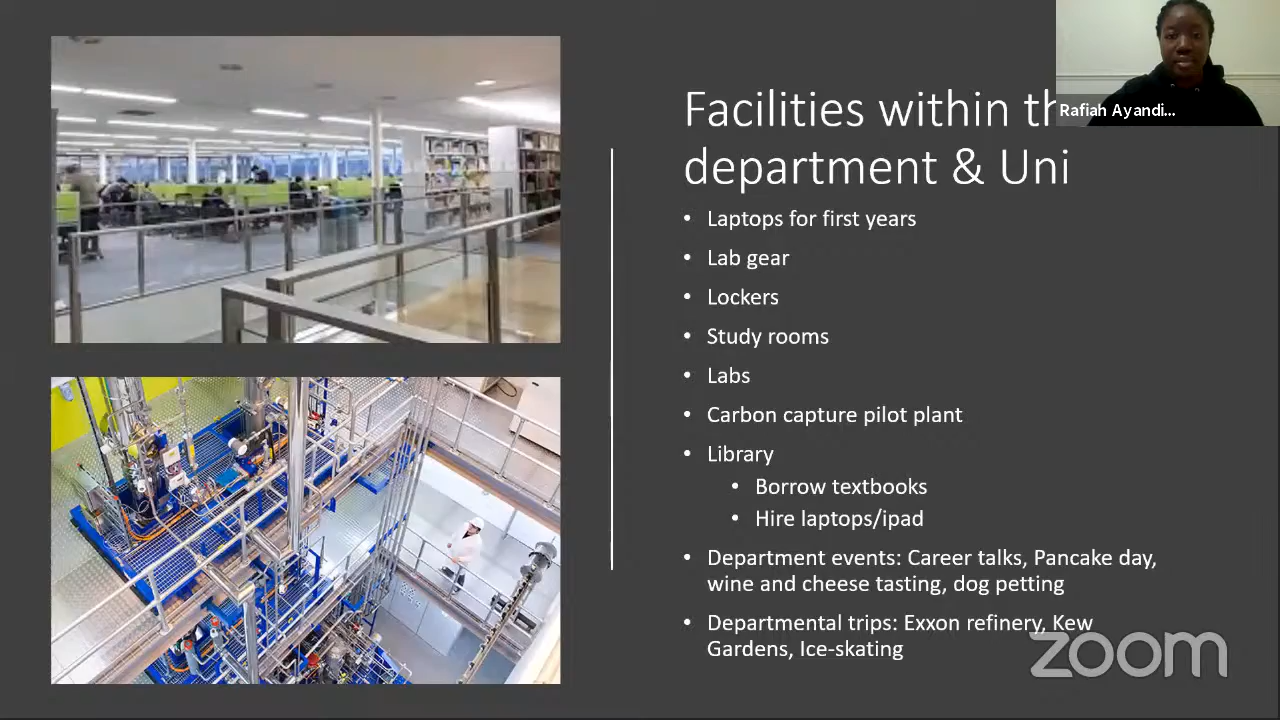 Facilities within th
department & Uni
Rafiah Ayandi...
• Laptops for first years
• Lab gear
• Lockers
• Study rooms
• Labs
• Carbon capture pilot plant
• Library
• Borrow textbooks
• Hire laptops/ipad
• Department events: Career talks, Pancake day,
wine and cheese tasting, dog petting
• Departmental trips: Exxon refinery, Kew
Gardens, Ice-skating
zoom